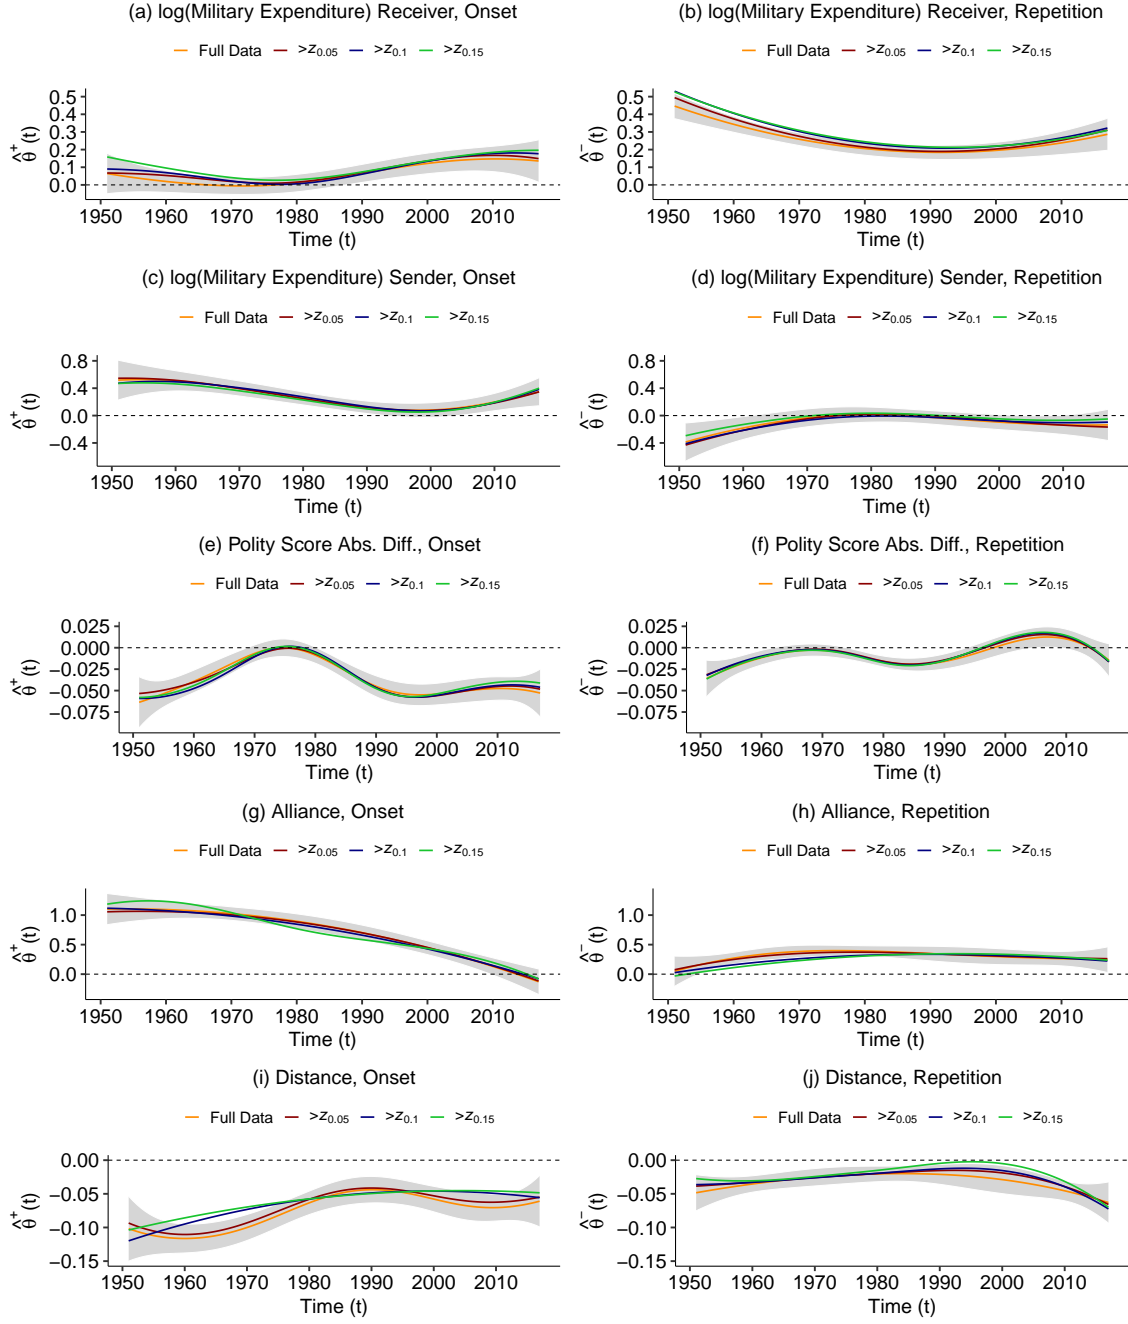 (a) log(Military Expenditure) Receiver, Onset
Full Data >z0.05 >z0.1 >z0.15
0.5
0.4
0.3
0.2
0.1
0.0
θ̂⁺(t)
1950 1960 1970 1980 1990 2000 2010
Time (t)
(b) log(Military Expenditure) Receiver, Repetition
Full Data >z0.05 >z0.1 >z0.15
0.5
0.4
0.3
0.2
0.1
0.0
θ̂⁻(t)
1950 1960 1970 1980 1990 2000 2010
Time (t)
(c) log(Military Expenditure) Sender, Onset
Full Data >z0.05 >z0.1 >z0.15
0.8
0.4
0.0
−0.4
θ̂⁺(t)
1950 1960 1970 1980 1990 2000 2010
Time (t)
(d) log(Military Expenditure) Sender, Repetition
Full Data >z0.05 >z0.1 >z0.15
0.8
0.4
0.0
−0.4
θ̂⁻(t)
1950 1960 1970 1980 1990 2000 2010
Time (t)
(e) Polity Score Abs. Diff., Onset
Full Data >z0.05 >z0.1 >z0.15
0.025
0.000
−0.025
−0.050
−0.075
θ̂⁺(t)
1950 1960 1970 1980 1990 2000 2010
Time (t)
(f) Polity Score Abs. Diff., Repetition
Full Data >z0.05 >z0.1 >z0.15
0.025
0.000
−0.025
−0.050
−0.075
θ̂⁻(t)
1950 1960 1970 1980 1990 2000 2010
Time (t)
(g) Alliance, Onset
Full Data >z0.05 >z0.1 >z0.15
1.0
0.5
0.0
θ̂⁺(t)
1950 1960 1970 1980 1990 2000 2010
Time (t)
(h) Alliance, Repetition
Full Data >z0.05 >z0.1 >z0.15
1.0
0.5
0.0
θ̂⁻(t)
1950 1960 1970 1980 1990 2000 2010
Time (t)
(i) Distance, Onset
Full Data >z0.05 >z0.1 >z0.15
0.00
−0.05
−0.10
−0.15
θ̂⁺(t)
1950 1960 1970 1980 1990 2000 2010
Time (t)
(j) Distance, Repetition
Full Data >z0.05 >z0.1 >z0.15
0.00
−0.05
−0.10
−0.15
θ̂⁻(t)
1950 1960 1970 1980 1990 2000 2010
Time (t)